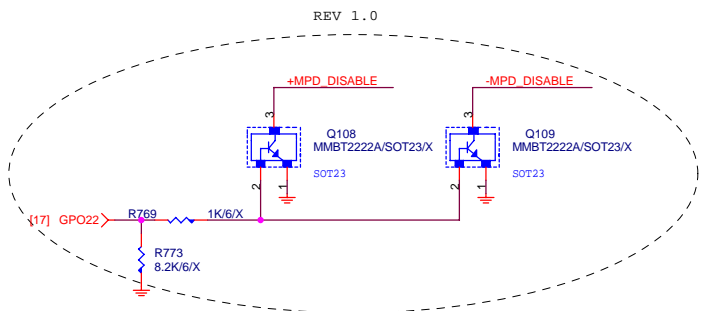 REV 1.0
+MPD_DISABLE
-MPD_DISABLE
3
3
Q108
MMBT2222A/SOT23/X
SOT23
Q109
MMBT2222A/SOT23/X
SOT23
2
1
2
1
[17] GPO22
R769
1K/6/X
R773
8.2K/6/X